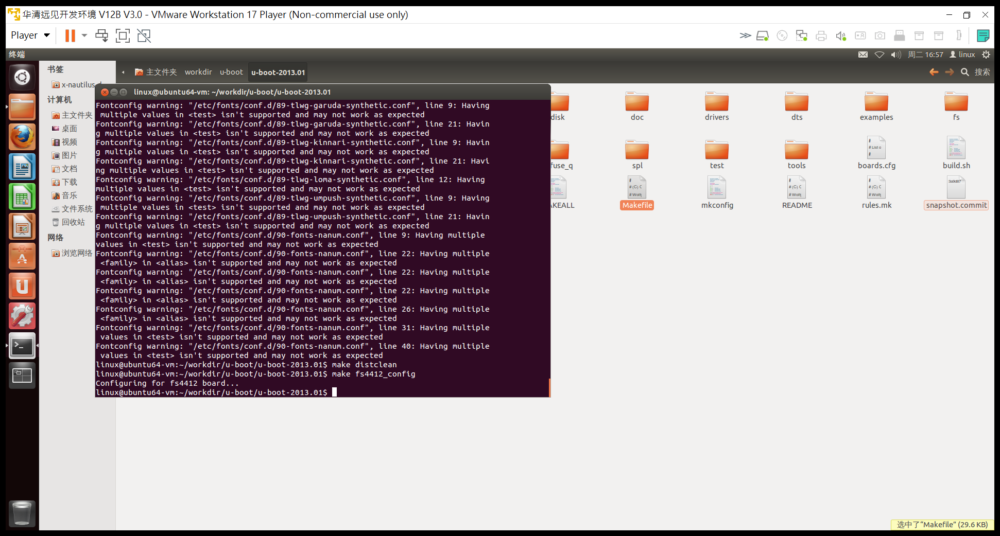 华清远见开发环境 V12B V3.0 - VMware Workstation 17 Player (Non-commercial use only)
Player
终端
周二 16:57
linux
书签
x-nautilus-d
计算机
主文件夹
桌面
视频
图片
文档
下载
音乐
文件系统
回收站
网络
浏览网络
主文件夹 workdir u-boot u-boot-2013.01
搜索
linux@ubuntu64-vm: ~/workdir/u-boot/u-boot-2013.01
Fontconfig warning: "/etc/fonts/conf.d/89-tlwg-garuda-synthetic.conf", line 9: Having
 multiple values in <test> isn't supported and may not work as expected
Fontconfig warning: "/etc/fonts/conf.d/89-tlwg-garuda-synthetic.conf", line 21: Havin
g multiple values in <test> isn't supported and may not work as expected
Fontconfig warning: "/etc/fonts/conf.d/89-tlwg-kinnari-synthetic.conf", line 9: Havin
g multiple values in <test> isn't supported and may not work as expected
Fontconfig warning: "/etc/fonts/conf.d/89-tlwg-kinnari-synthetic.conf", line 21: Havi
ng multiple values in <test> isn't supported and may not work as expected
Fontconfig warning: "/etc/fonts/conf.d/89-tlwg-loma-synthetic.conf", line 12: Having
multiple values in <test> isn't supported and may not work as expected
Fontconfig warning: "/etc/fonts/conf.d/89-tlwg-umpush-synthetic.conf", line 9: Having
 multiple values in <test> isn't supported and may not work as expected
Fontconfig warning: "/etc/fonts/conf.d/89-tlwg-umpush-synthetic.conf", line 21: Havin
g multiple values in <test> isn't supported and may not work as expected
Fontconfig warning: "/etc/fonts/conf.d/90-fonts-nanum.conf", line 9: Having multiple
values in <test> isn't supported and may not work as expected
Fontconfig warning: "/etc/fonts/conf.d/90-fonts-nanum.conf", line 22: Having multiple
 <family> in <alias> isn't supported and may not work as expected
Fontconfig warning: "/etc/fonts/conf.d/90-fonts-nanum.conf", line 22: Having multiple
 <family> in <alias> isn't supported and may not work as expected
Fontconfig warning: "/etc/fonts/conf.d/90-fonts-nanum.conf", line 22: Having multiple
 <family> in <alias> isn't supported and may not work as expected
Fontconfig warning: "/etc/fonts/conf.d/90-fonts-nanum.conf", line 26: Having multiple
 <family> in <alias> isn't supported and may not work as expected
Fontconfig warning: "/etc/fonts/conf.d/90-fonts-nanum.conf", line 31: Having multiple
 values in <test> isn't supported and may not work as expected
Fontconfig warning: "/etc/fonts/conf.d/90-fonts-nanum.conf", line 40: Having multiple
 values in <test> isn't supported and may not work as expected
linux@ubuntu64-vm:~/workdir/u-boot/u-boot-2013.01$ make distclean
linux@ubuntu64-vm:~/workdir/u-boot/u-boot-2013.01$ make fs4412_config
Configuring for fs4412 board...
linux@ubuntu64-vm:~/workdir/u-boot/u-boot-2013.01$
disk doc drivers dts examples fs
fuse_q spl test tools boards.cfg build.sh
AKEALL Makefile mkconfig README rules.mk snapshot.commit
选中了“Makefile” (29.6 KB)